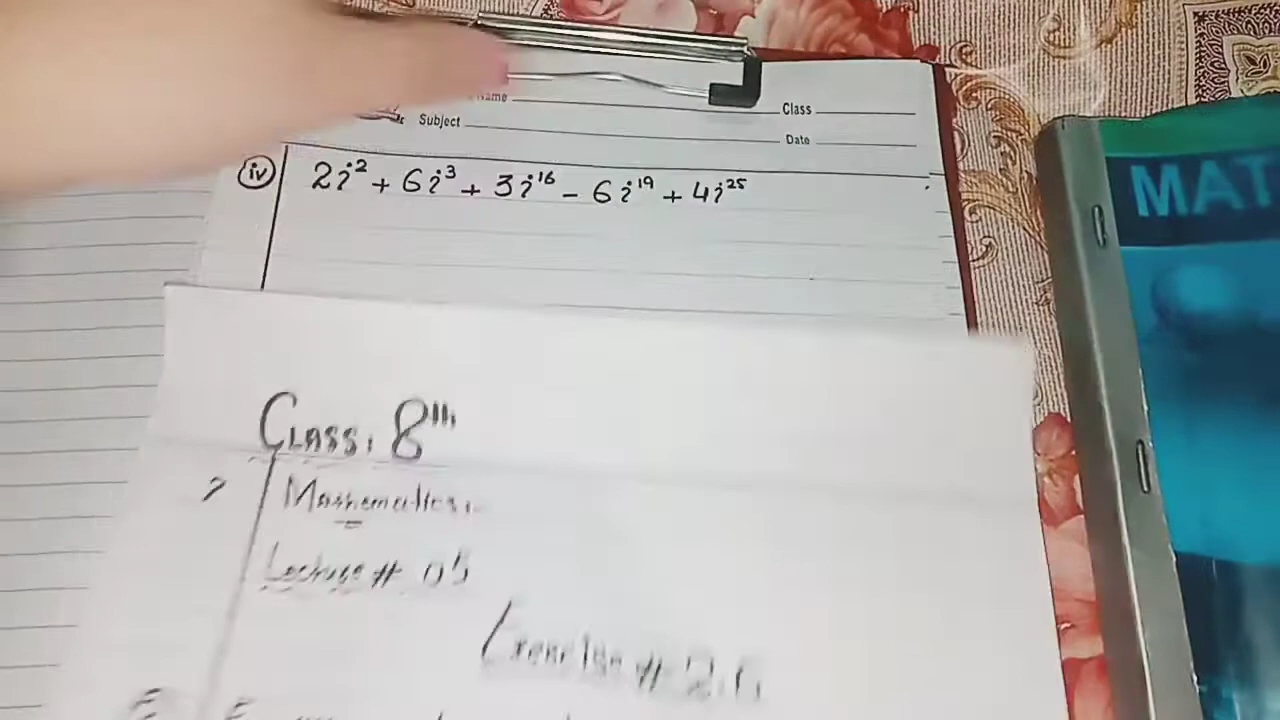 Name Class
Subject Date
iv 2i² + 6i³ + 3i¹⁶ - 6i¹⁹ + 4i²⁵
MAT
Class: 8th
Mathematics
Lecture # 05
Exercise # 2.6